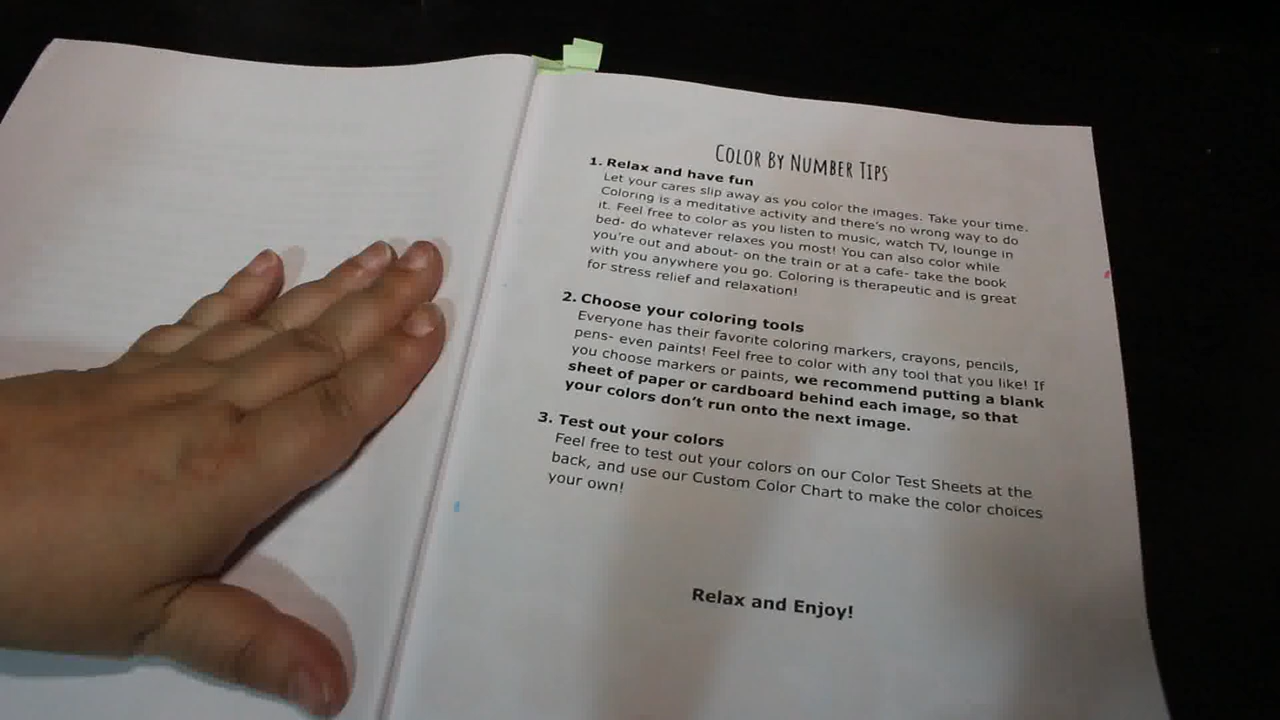 COLOR BY NUMBER TIPS
1. Relax and have fun
Let your cares slip away as you color the images. Take your time.
Coloring is a meditative activity and there's no wrong way to do
it. Feel free to color as you listen to music, watch TV, lounge in
bed- do whatever relaxes you most! You can also color while
you're out and about- on the train or at a cafe- take the book
with you anywhere you go. Coloring is therapeutic and is great
for stress relief and relaxation!
2. Choose your coloring tools
Everyone has their favorite coloring markers, crayons, pencils,
pens- even paints! Feel free to color with any tool that you like! If
you choose markers or paints, we recommend putting a blank
sheet of paper or cardboard behind each image, so that
your colors don't run onto the next image.
3. Test out your colors
Feel free to test out your colors on our Color Test Sheets at the
back, and use our Custom Color Chart to make the color choices
your own!
Relax and Enjoy!